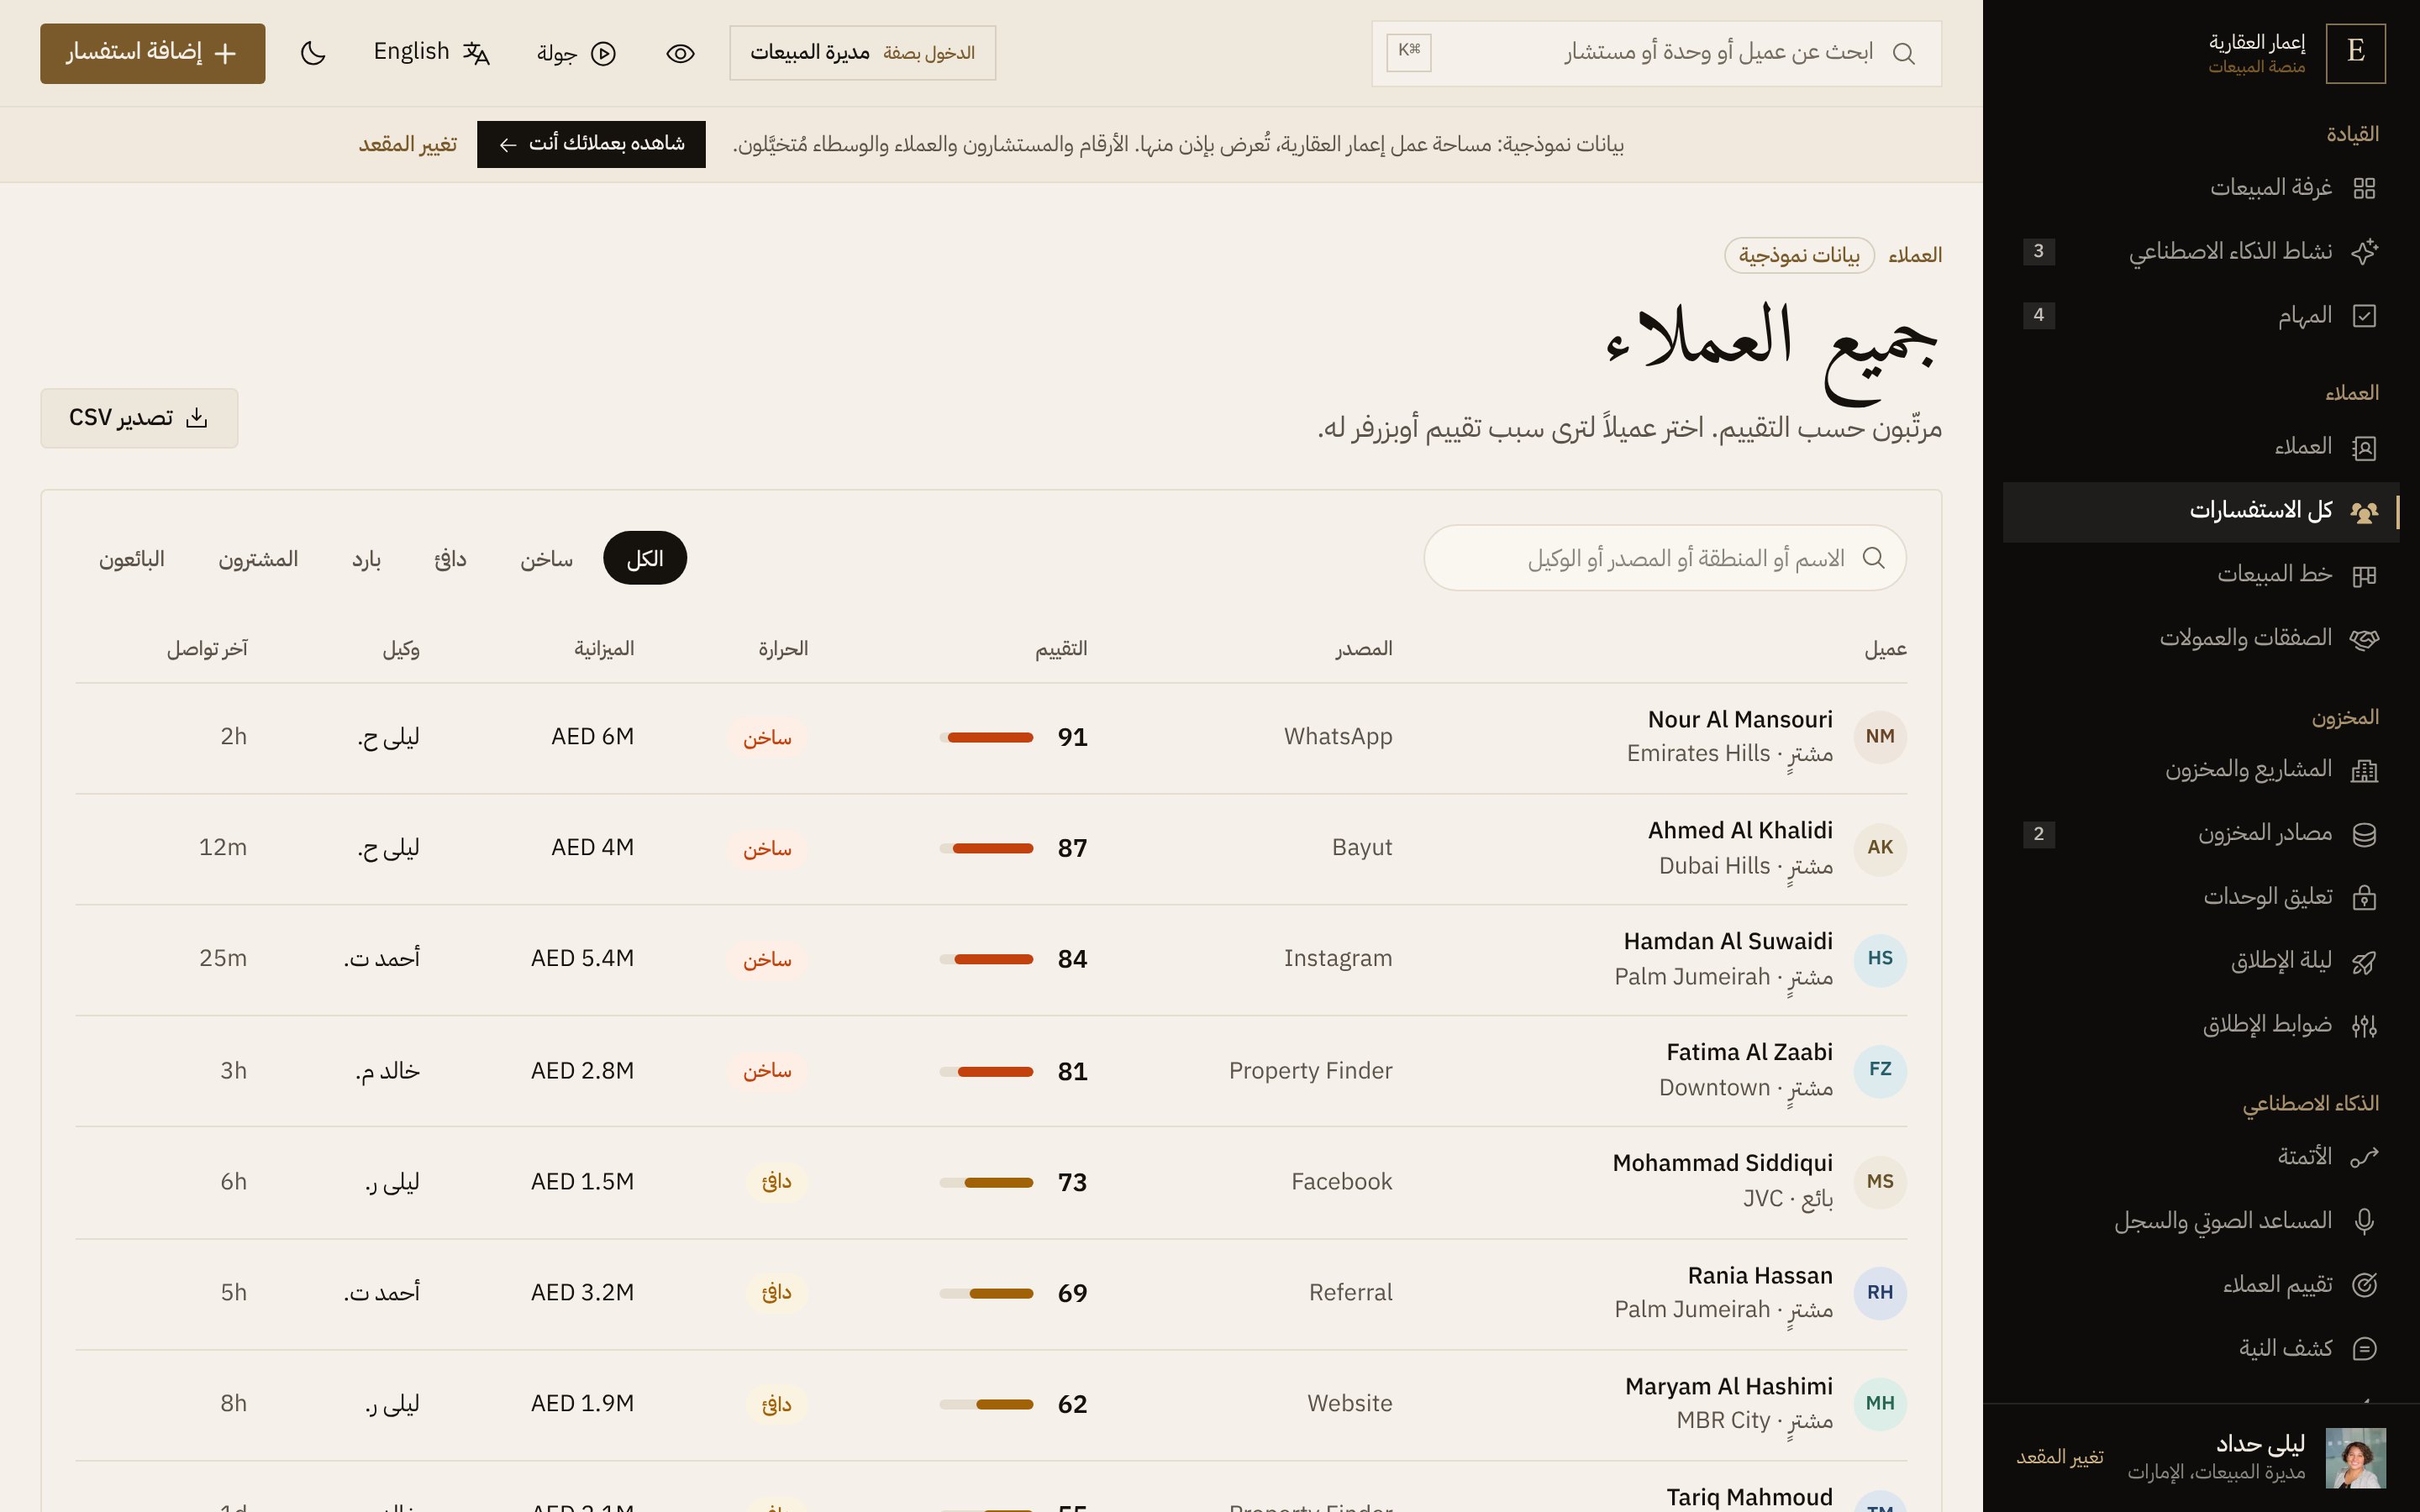 E
إعمار العقارية
منصة المبيعات
القيادة
غرفة المبيعات
نشاط الذكاء الاصطناعي 3
المهام 4
العملاء
العملاء
كل الاستفسارات
خط المبيعات
الصفقات والعمولات
المخزون
المشاريع والمخزون
مصادر المخزون 2
تعليق الوحدات
ليلة الإطلاق
ضوابط الإطلاق
الذكاء الاصطناعي
الأتمتة
المساعد الصوتي والسجل
تقييم العملاء
كشف النية
ليلى حداد
مديرة المبيعات، الإمارات
تغيير المقعد
ابحث عن عميل أو وحدة أو مستشار
K⌘
الدخول بصفة مديرة المبيعات
جولة
English
إضافة استفسار
بيانات نموذجية: مساحة عمل إعمار العقارية، تُعرض بإذن منها. الأرقام والمستشارون والعملاء والوسطاء مُتخيَّلون.
شاهده بعملائك أنت ←
تغيير المقعد
العملاء بيانات نموذجية
جميع العملاء
مرتّبون حسب التقييم. اختر عميلاً لترى سبب تقييم أوبزرفر له.
تصدير CSV
الاسم أو المنطقة أو المصدر أو الوكيل
الكل ساخن دافئ بارد المشترون البائعون
عميل المصدر التقييم الحرارة الميزانية وكيل آخر تواصل
NM Nour Al Mansouri WhatsApp 91 ساخن AED 6M ليلى ح. 2h
مشترٍ · Emirates Hills
AK Ahmed Al Khalidi Bayut 87 ساخن AED 4M ليلى ح. 12m
مشترٍ · Dubai Hills
HS Hamdan Al Suwaidi Instagram 84 ساخن AED 5.4M أحمد ت. 25m
مشترٍ · Palm Jumeirah
FZ Fatima Al Zaabi Property Finder 81 ساخن AED 2.8M خالد م. 3h
مشترٍ · Downtown
MS Mohammad Siddiqui Facebook 73 دافئ AED 1.5M ليلى ر. 6h
بائع · JVC
RH Rania Hassan Referral 69 دافئ AED 3.2M أحمد ت. 5h
مشترٍ · Palm Jumeirah
MH Maryam Al Hashimi Website 62 دافئ AED 1.9M ليلى ر. 8h
مشترٍ · MBR City
Tariq Mahmoud